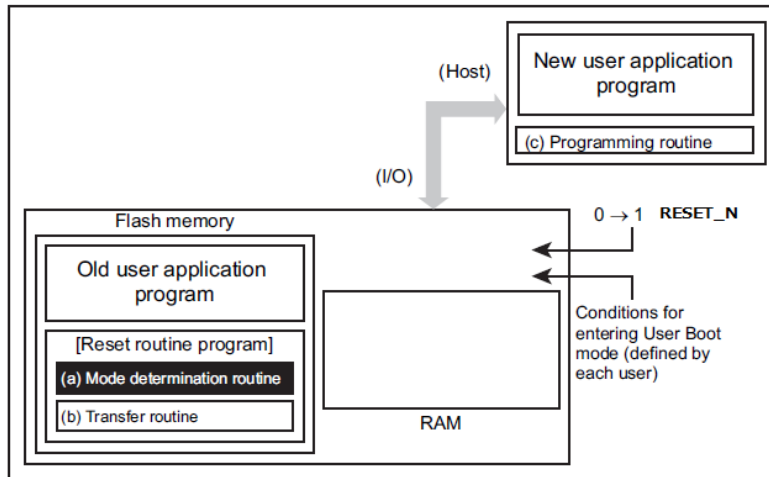 (Host)
New user application
program
(c) Programming routine
(I/O)
Flash memory
0 → 1 RESET_N
Old user application
program
[Reset routine program]
(a) Mode determination routine
(b) Transfer routine
RAM
Conditions for
entering User Boot
mode (defined by
each user)